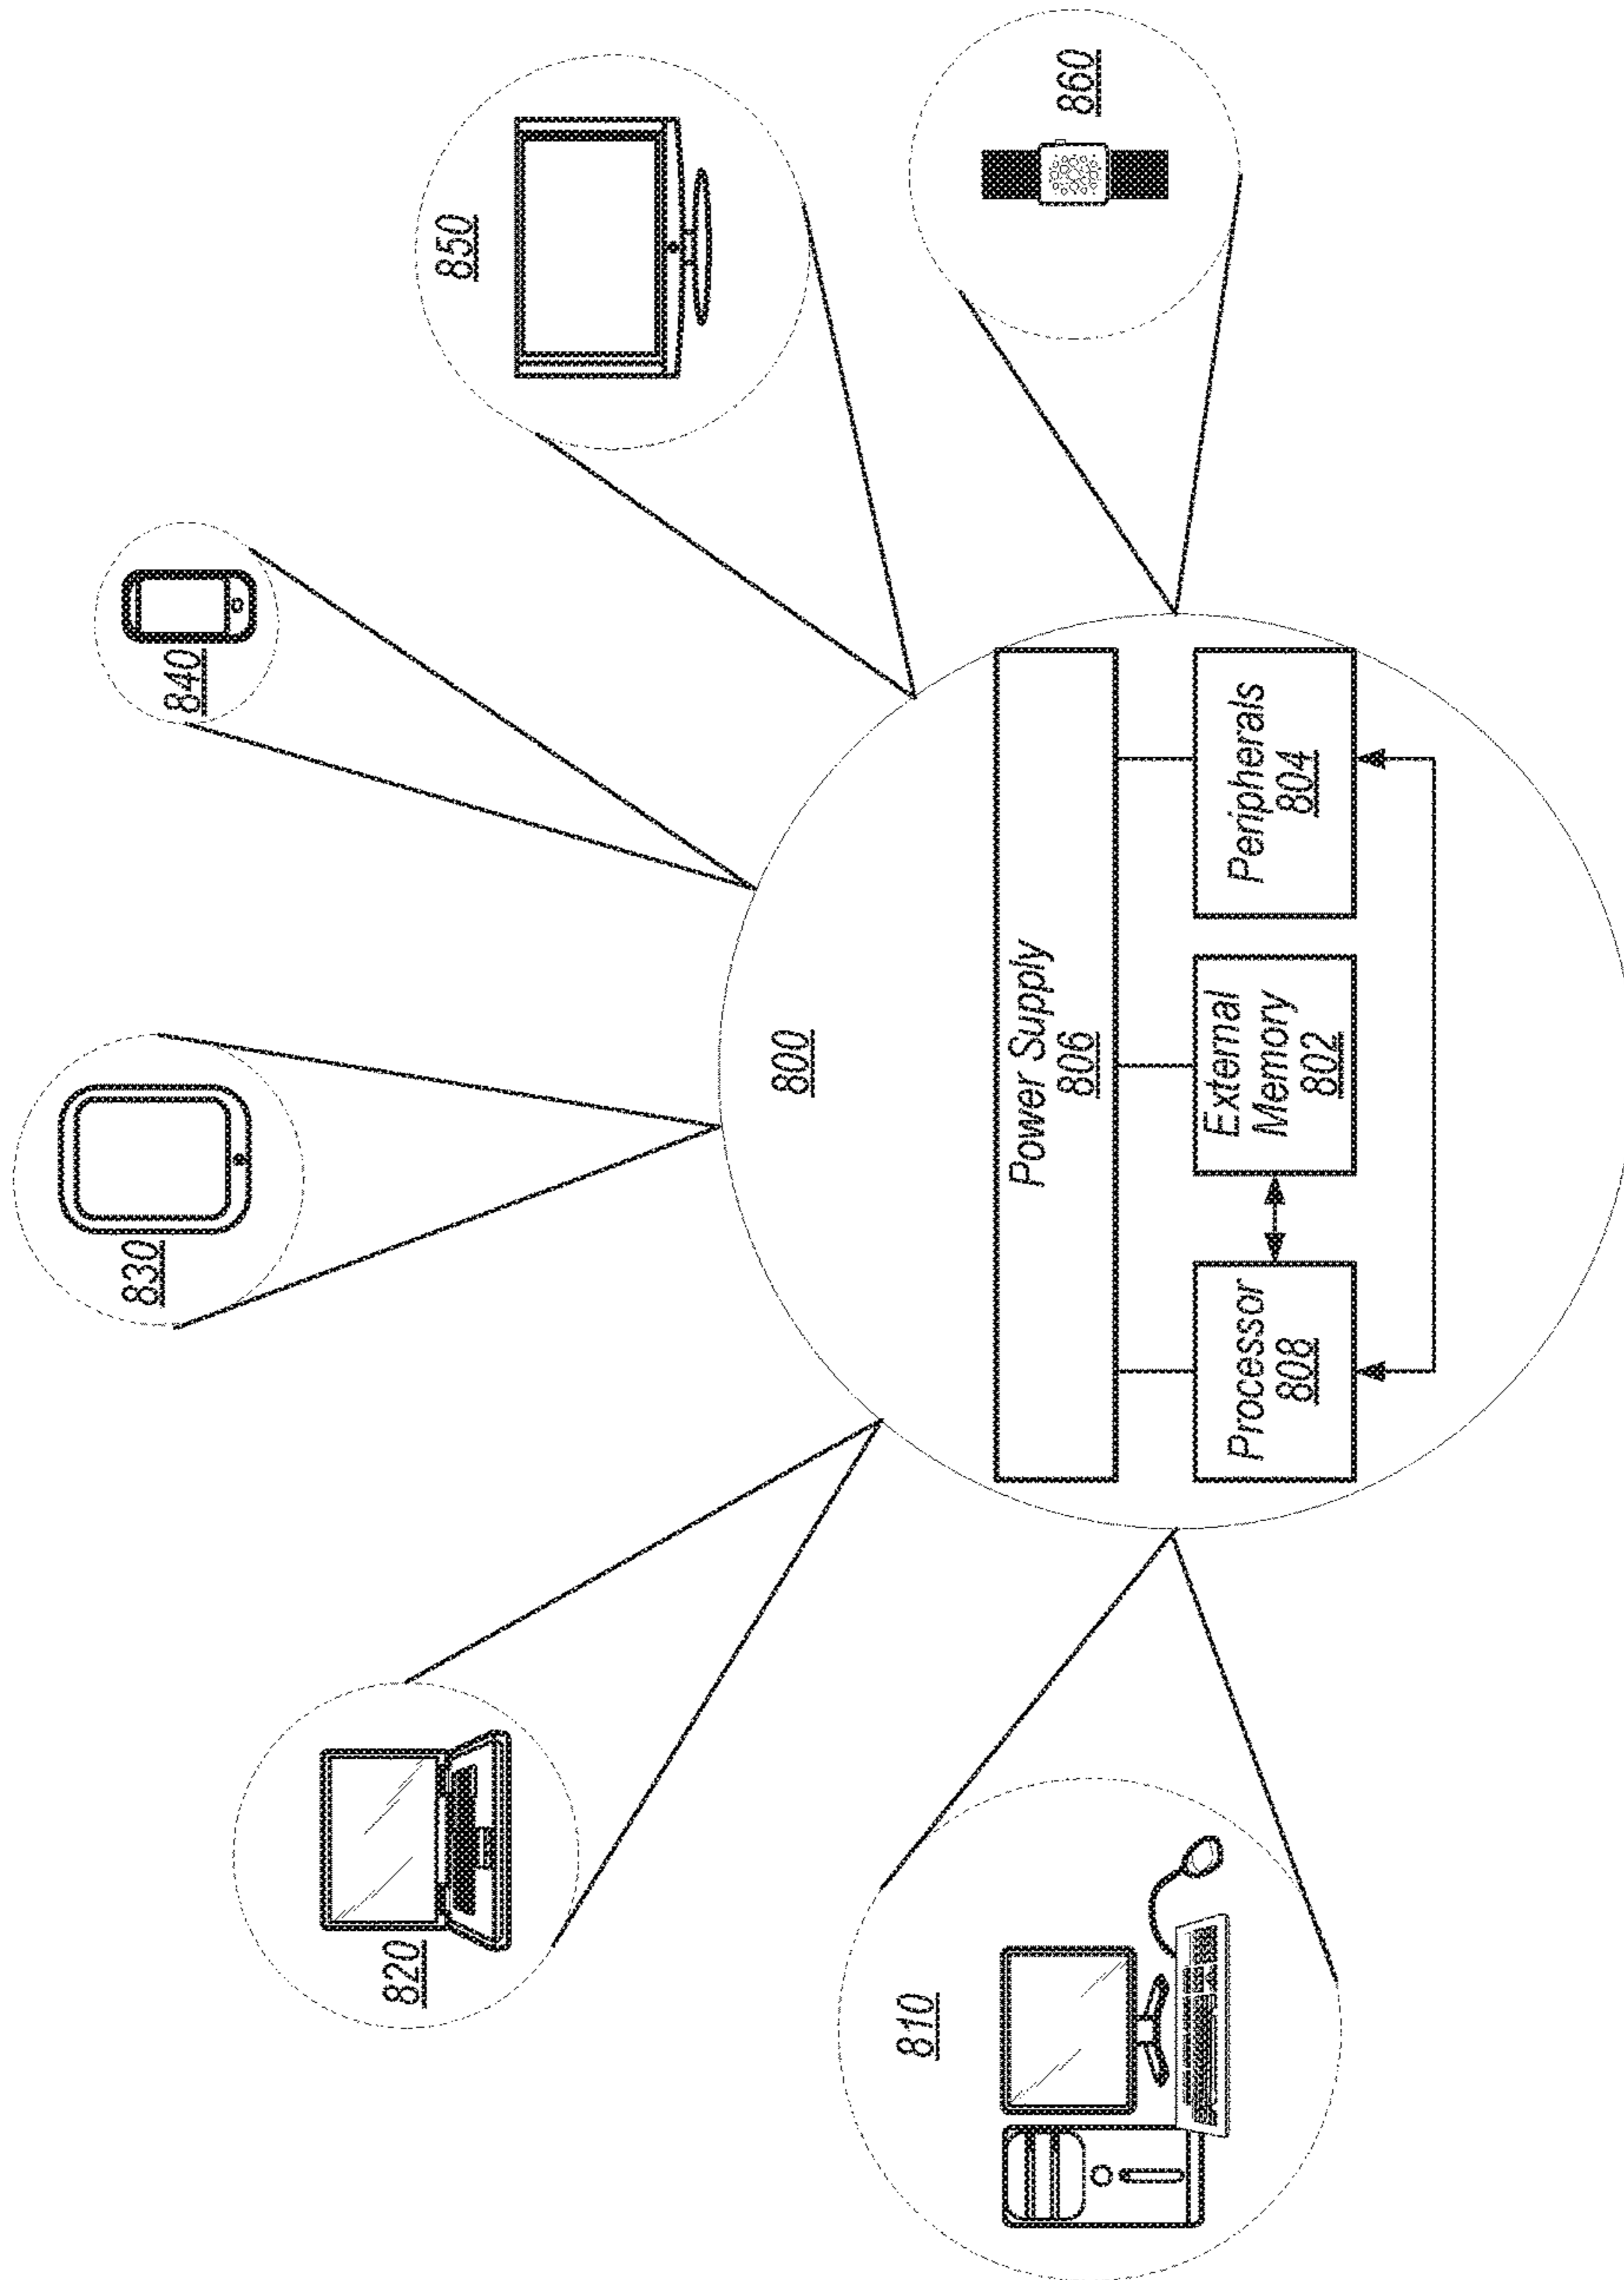 830
840
820
850
800
810
860
Power Supply
806
Processor
808
External
Memory
802
Peripherals
804